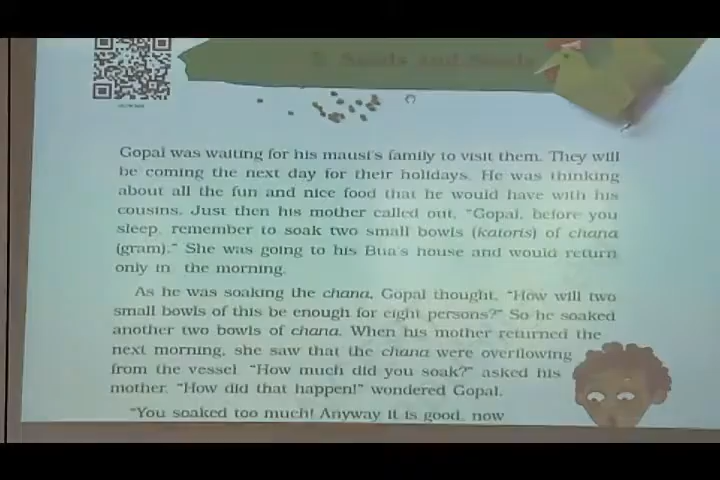 5. Seeds and Seeds
Gopal was waiting for his mausi's family to visit them. They will
be coming the next day for their holidays. He was thinking
about all the fun and nice food that he would have with his
cousins. Just then his mother called out, "Gopal, before you
sleep, remember to soak two small bowls (katoris) of chana
(gram)." She was going to his Bua's house and would return
only in the morning.
As he was soaking the chana, Gopal thought, "How will two
small bowls of this be enough for eight persons?" So he soaked
another two bowls of chana. When his mother returned the
next morning, she saw that the chana were overflowing
from the vessel. "How much did you soak?" asked his
mother. "How did that happen!" wondered Gopal.
"You soaked too much! Anyway it is good, now